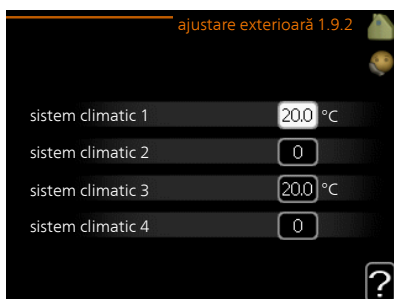 ajustare exterioară 1.9.2
sistem climatic 1 20.0 °C
sistem climatic 2 0
sistem climatic 3 20.0 °C
sistem climatic 4 0
?